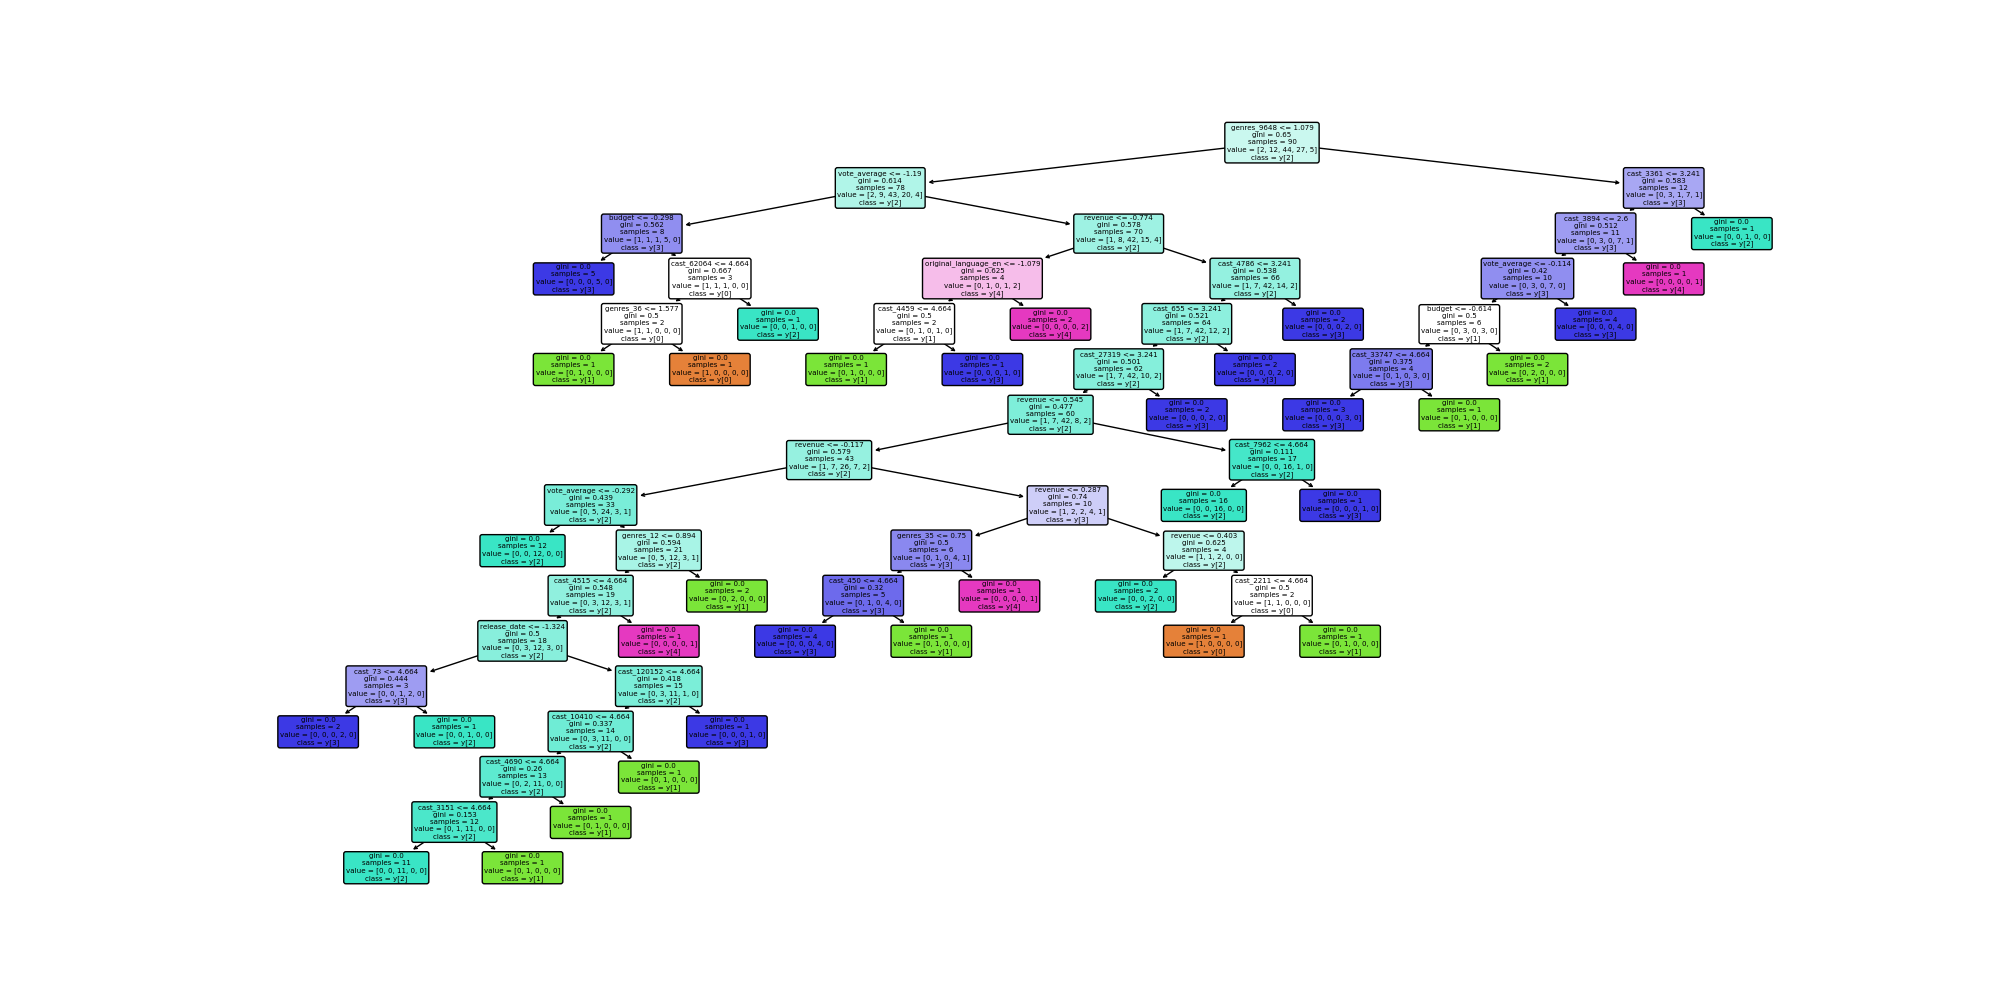 genres_9648 <= 1.079
gini = 0.65
samples = 90
value = [2, 12, 44, 27, 5]
class = y[2]
vote_average <= -1.19
gini = 0.614
samples = 78
value = [2, 9, 43, 20, 4]
class = y[2]
cast_3361 <= 3.241
gini = 0.583
samples = 12
value = [0, 3, 1, 7, 1]
class = y[3]
budget <= -0.298
gini = 0.562
samples = 8
value = [1, 1, 1, 5, 0]
class = y[3]
revenue <= -0.774
gini = 0.578
samples = 70
value = [1, 8, 42, 15, 4]
class = y[2]
cast_3894 <= 2.6
gini = 0.512
samples = 11
value = [0, 3, 0, 7, 1]
class = y[3]
gini = 0.0
samples = 1
value = [0, 0, 1, 0, 0]
class = y[2]
gini = 0.0
samples = 5
value = [0, 0, 0, 5, 0]
class = y[3]
cast_62064 <= 4.664
gini = 0.667
samples = 3
value = [1, 1, 1, 0, 0]
class = y[0]
original_language_en <= -1.079
gini = 0.625
samples = 4
value = [0, 1, 0, 1, 2]
class = y[4]
cast_4786 <= 3.241
gini = 0.538
samples = 66
value = [1, 7, 42, 14, 2]
class = y[2]
vote_average <= -0.114
gini = 0.42
samples = 10
value = [0, 3, 0, 7, 0]
class = y[3]
gini = 0.0
samples = 1
value = [0, 0, 0, 0, 1]
class = y[4]
genres_36 <= 1.577
gini = 0.5
samples = 2
value = [1, 1, 0, 0, 0]
class = y[0]
gini = 0.0
samples = 1
value = [0, 0, 1, 0, 0]
class = y[2]
cast_4459 <= 4.664
gini = 0.5
samples = 2
value = [0, 1, 0, 1, 0]
class = y[1]
gini = 0.0
samples = 2
value = [0, 0, 0, 0, 2]
class = y[4]
cast_655 <= 3.241
gini = 0.521
samples = 64
value = [1, 7, 42, 12, 2]
class = y[2]
gini = 0.0
samples = 2
value = [0, 0, 0, 2, 0]
class = y[3]
budget <= -0.614
gini = 0.5
samples = 6
value = [0, 3, 0, 3, 0]
class = y[1]
gini = 0.0
samples = 4
value = [0, 0, 0, 4, 0]
class = y[3]
gini = 0.0
samples = 1
value = [0, 1, 0, 0, 0]
class = y[1]
gini = 0.0
samples = 1
value = [1, 0, 0, 0, 0]
class = y[0]
gini = 0.0
samples = 1
value = [0, 1, 0, 0, 0]
class = y[1]
gini = 0.0
samples = 1
value = [0, 0, 0, 1, 0]
class = y[3]
cast_27319 <= 3.241
gini = 0.501
samples = 62
value = [1, 7, 42, 10, 2]
class = y[2]
gini = 0.0
samples = 2
value = [0, 0, 0, 2, 0]
class = y[3]
cast_33747 <= 4.664
gini = 0.375
samples = 4
value = [0, 1, 0, 3, 0]
class = y[3]
gini = 0.0
samples = 2
value = [0, 2, 0, 0, 0]
class = y[1]
revenue <= 0.545
gini = 0.477
samples = 60
value = [1, 7, 42, 8, 2]
class = y[2]
gini = 0.0
samples = 2
value = [0, 0, 0, 2, 0]
class = y[3]
gini = 0.0
samples = 3
value = [0, 0, 0, 3, 0]
class = y[3]
gini = 0.0
samples = 1
value = [0, 1, 0, 0, 0]
class = y[1]
revenue <= -0.117
gini = 0.579
samples = 43
value = [1, 7, 26, 7, 2]
class = y[2]
cast_7962 <= 4.664
gini = 0.111
samples = 17
value = [0, 0, 16, 1, 0]
class = y[2]
vote_average <= -0.292
gini = 0.439
samples = 33
value = [0, 5, 24, 3, 1]
class = y[2]
revenue <= 0.287
gini = 0.74
samples = 10
value = [1, 2, 2, 4, 1]
class = y[3]
gini = 0.0
samples = 16
value = [0, 0, 16, 0, 0]
class = y[2]
gini = 0.0
samples = 1
value = [0, 0, 0, 1, 0]
class = y[3]
gini = 0.0
samples = 12
value = [0, 0, 12, 0, 0]
class = y[2]
genres_12 <= 0.894
gini = 0.594
samples = 21
value = [0, 5, 12, 3, 1]
class = y[2]
genres_35 <= 0.75
gini = 0.5
samples = 6
value = [0, 1, 0, 4, 1]
class = y[3]
revenue <= 0.403
gini = 0.625
samples = 4
value = [1, 1, 2, 0, 0]
class = y[2]
cast_4515 <= 4.664
gini = 0.548
samples = 19
value = [0, 3, 12, 3, 1]
class = y[2]
gini = 0.0
samples = 2
value = [0, 2, 0, 0, 0]
class = y[1]
cast_450 <= 4.664
gini = 0.32
samples = 5
value = [0, 1, 0, 4, 0]
class = y[3]
gini = 0.0
samples = 1
value = [0, 0, 0, 0, 1]
class = y[4]
gini = 0.0
samples = 2
value = [0, 0, 2, 0, 0]
class = y[2]
cast_2211 <= 4.664
gini = 0.5
samples = 2
value = [1, 1, 0, 0, 0]
class = y[0]
release_date <= -1.324
gini = 0.5
samples = 18
value = [0, 3, 12, 3, 0]
class = y[2]
gini = 0.0
samples = 1
value = [0, 0, 0, 0, 1]
class = y[4]
gini = 0.0
samples = 4
value = [0, 0, 0, 4, 0]
class = y[3]
gini = 0.0
samples = 1
value = [0, 1, 0, 0, 0]
class = y[1]
gini = 0.0
samples = 1
value = [1, 0, 0, 0, 0]
class = y[0]
gini = 0.0
samples = 1
value = [0, 1, 0, 0, 0]
class = y[1]
cast_73 <= 4.664
gini = 0.444
samples = 3
value = [0, 0, 1, 2, 0]
class = y[3]
cast_120152 <= 4.664
gini = 0.418
samples = 15
value = [0, 3, 11, 1, 0]
class = y[2]
gini = 0.0
samples = 2
value = [0, 0, 0, 2, 0]
class = y[3]
gini = 0.0
samples = 1
value = [0, 0, 1, 0, 0]
class = y[2]
cast_10410 <= 4.664
gini = 0.337
samples = 14
value = [0, 3, 11, 0, 0]
class = y[2]
gini = 0.0
samples = 1
value = [0, 0, 0, 1, 0]
class = y[3]
cast_4690 <= 4.664
gini = 0.26
samples = 13
value = [0, 2, 11, 0, 0]
class = y[2]
gini = 0.0
samples = 1
value = [0, 1, 0, 0, 0]
class = y[1]
cast_3151 <= 4.664
gini = 0.153
samples = 12
value = [0, 1, 11, 0, 0]
class = y[2]
gini = 0.0
samples = 1
value = [0, 1, 0, 0, 0]
class = y[1]
gini = 0.0
samples = 11
value = [0, 0, 11, 0, 0]
class = y[2]
gini = 0.0
samples = 1
value = [0, 1, 0, 0, 0]
class = y[1]